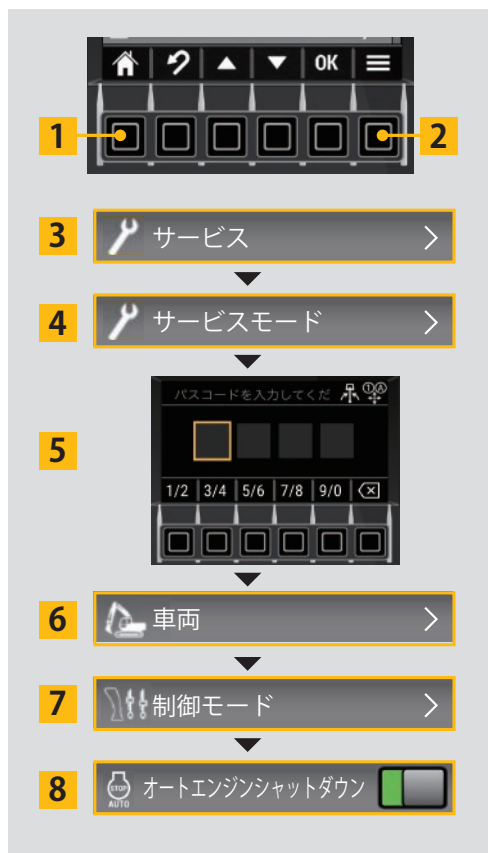 OK
1
2
3 サービス
4 サービスモード
パスコードを入力してくだ
5
1/2 3/4 5/6 7/8 9/0
6 車両
7 制御モード
8 STOP AUTO オートエンジンシャットダウン